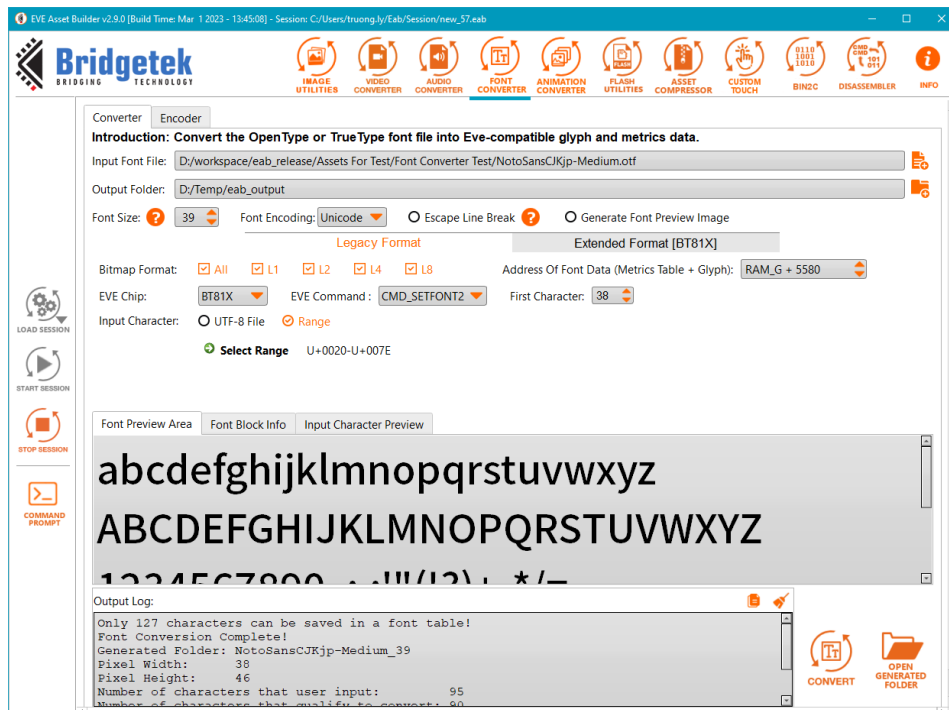 EVE Asset Builder v2.9.0 [Build Time: Mar 1 2023 - 13:45:08] - Session: C:/Users/truong.ly/Eab/Session/new_57.eab
Bridgetek
BRIDGING TECHNOLOGY
IMAGE UTILITIES
VIDEO CONVERTER
AUDIO CONVERTER
FONT CONVERTER
ANIMATION CONVERTER
FLASH UTILITIES
ASSET COMPRESSOR
CUSTOM TOUCH
BIN2C
DISASSEMBLER
INFO
Converter Encoder
Introduction: Convert the OpenType or TrueType font file into Eve-compatible glyph and metrics data.
Input Font File: D:/workspace/eab_release/Assets For Test/Font Converter Test/NotoSansCJKjp-Medium.otf
Output Folder: D:/Temp/eab_output
Font Size: ? 39 Font Encoding: Unicode Escape Line Break ? Generate Font Preview Image
Legacy Format Extended Format [BT81X]
Bitmap Format: All L1 L2 L4 L8 Address Of Font Data (Metrics Table + Glyph): RAM_G + 5580
EVE Chip: BT81X EVE Command : CMD_SETFONT2 First Character: 38
Input Character: UTF-8 File Range
Select Range U+0020-U+007E
LOAD SESSION
START SESSION
STOP SESSION
COMMAND PROMPT
Font Preview Area Font Block Info Input Character Preview
abcdefghijklmnopqrstuvwxyz
ABCDEFGHIJKLMNOPQRSTUVWXYZ
Output Log:
Only 127 characters can be saved in a font table!
Font Conversion Complete!
Generated Folder: NotoSansCJKjp-Medium_39
Pixel Width: 38
Pixel Height: 46
Number of characters that user input: 95
Number of characters that qualify to convert: 90
CONVERT
OPEN GENERATED FOLDER